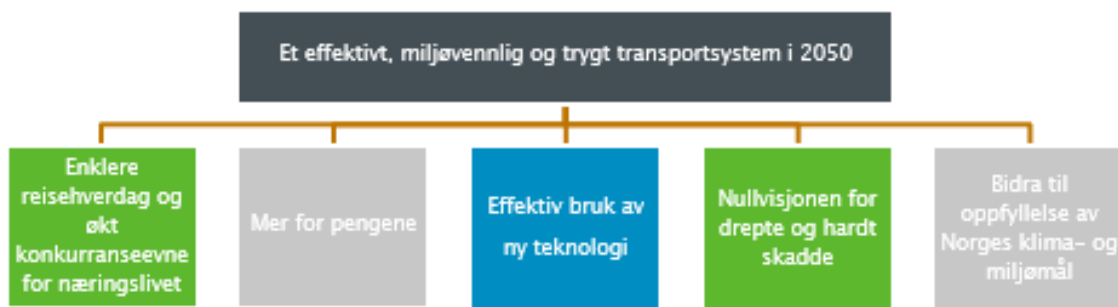 Et effektivt, miljøvennlig og trygt transportsystem i 2050
Enklere
reisehverdag og
økt
konkurranseevne
for næringslivet
Mer for pengene
Effektiv bruk av
ny teknologi
Nullvisjonen for
drepte og hardt
skadde
Bidra til
oppfyllelse av
Norges klima- og
miljømål